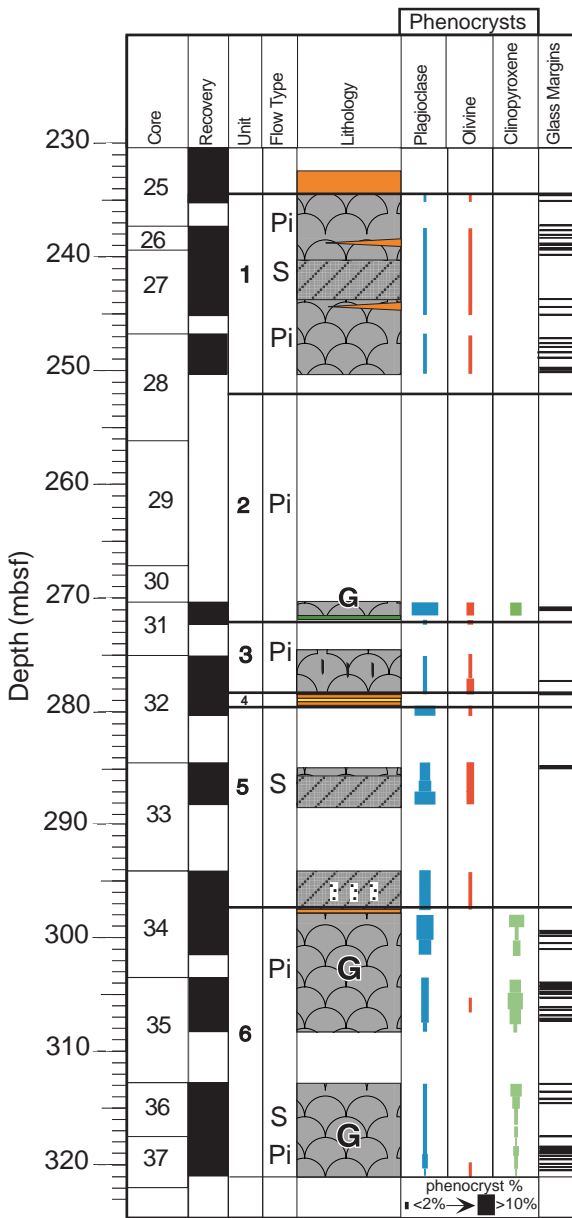 Phenocrysts
Core
Recovery
Unit
Flow Type
Lithology
Plagioclase
Olivine
Clinopyroxene
Glass Margins
Depth (mbsf)
230
240
250
260
270
280
290
300
310
320
25
26
27
28
29
30
31
32
33
34
35
36
37
1
2
3
4
5
6
Pi
S
Pi
Pi
Pi
S
Pi
S
Pi
G
G
G
phenocryst %
<2% >10%